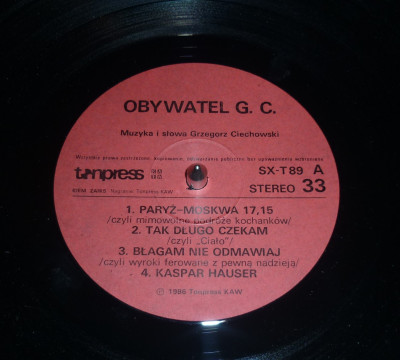 OBYWATEL G. C.
Muzyka i słowa Grzegorz Ciechowski
tonpress SX-T89 A
STEREO 33
1. PARYŻ-MOSKWA 17,15
/czyli mimowolne podróże kochanków/
2. TAK DŁUGO CZEKAM
/czyli „Ciało"/
3. BŁAGAM NIE ODMAWIAJ
/czyli wyroki ferowane z pewną nadzieją/
4. KASPAR HAUSER
Tonpress KAW